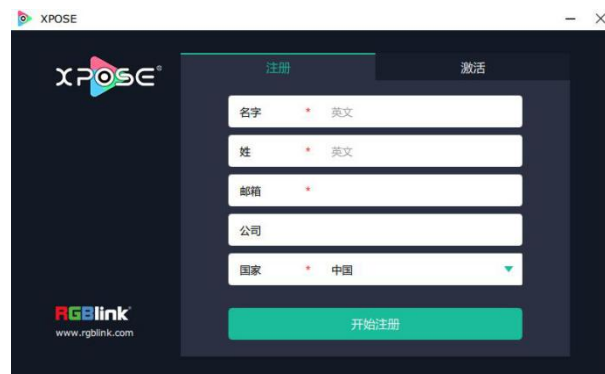 XPOSE
XPOSE®
注册
激活
名字 * 英文
姓 * 英文
邮箱 *
公司
国家 * 中国
开始注册
RGBlink
www.rgblink.com